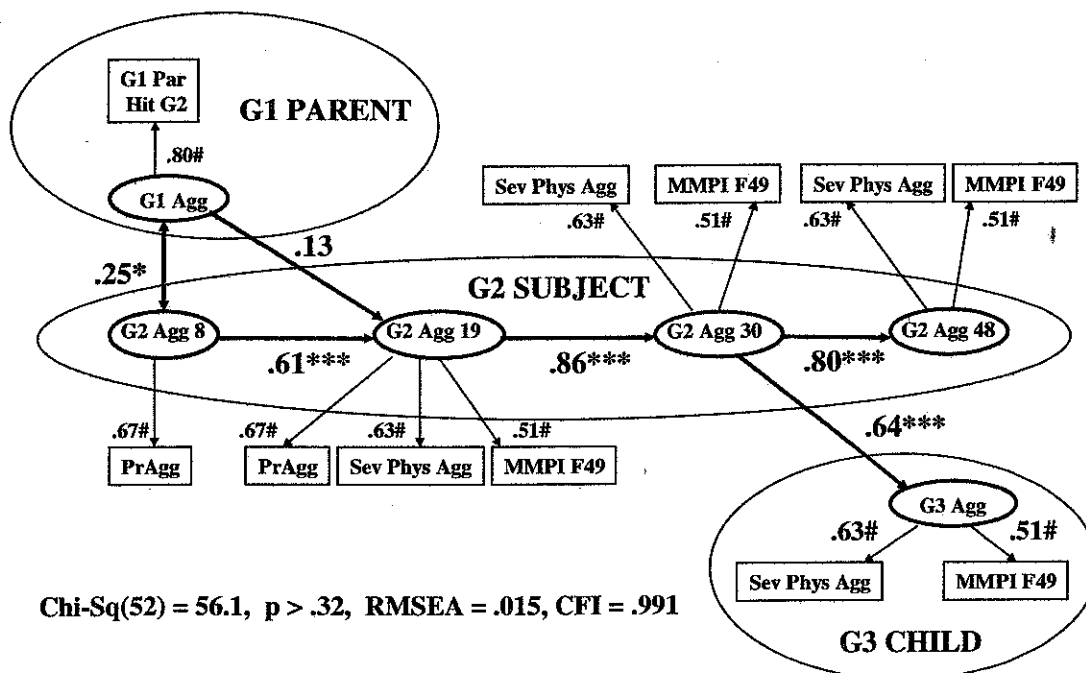 G1 Par
Hit G2
G1 PARENT
.80#
G1 Agg
Sev Phys Agg
MMPI F49
Sev Phys Agg
MMPI F49
.63#
.51#
.63#
.51#
.25*
.13
G2 SUBJECT
G2 Agg 8
G2 Agg 19
G2 Agg 30
G2 Agg 48
.61***
.86***
.80***
.67#
.67#
.63#
.51#
.64***
PrAgg
PrAgg
Sev Phys Agg
MMPI F49
G3 Agg
.63#
.51#
Sev Phys Agg
MMPI F49
Chi-Sq(52) = 56.1, p > .32, RMSEA = .015, CFI = .991
G3 CHILD